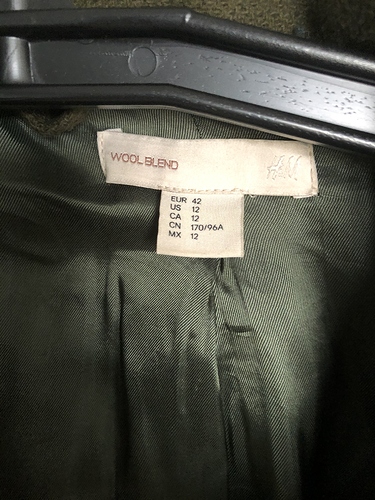 WOOL BLEND
H&M
EUR 42
US 12
CA 12
CN 170/96A
MX 12